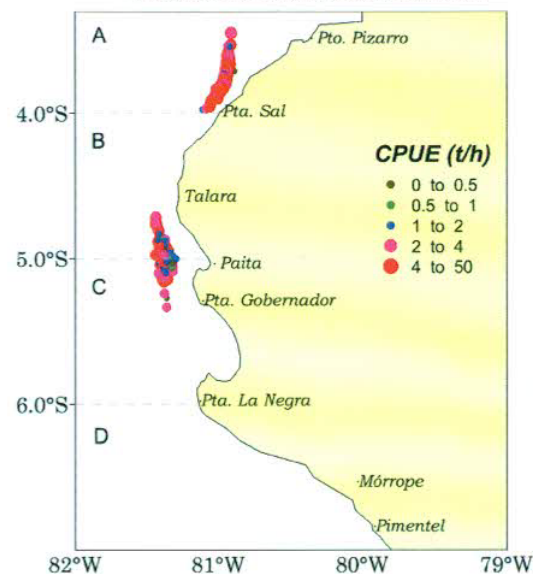 A
Pto. Pizarro
4.0°S
Pta. Sal
B
CPUE (t/h)
0 to 0.5
0.5 to 1
1 to 2
2 to 4
4 to 50
Talara
5.0°S
Paita
C
Pta. Gobernador
6.0°S
Pta. La Negra
D
Mórrope
Pimentel
82°W 81°W 80°W 79°W